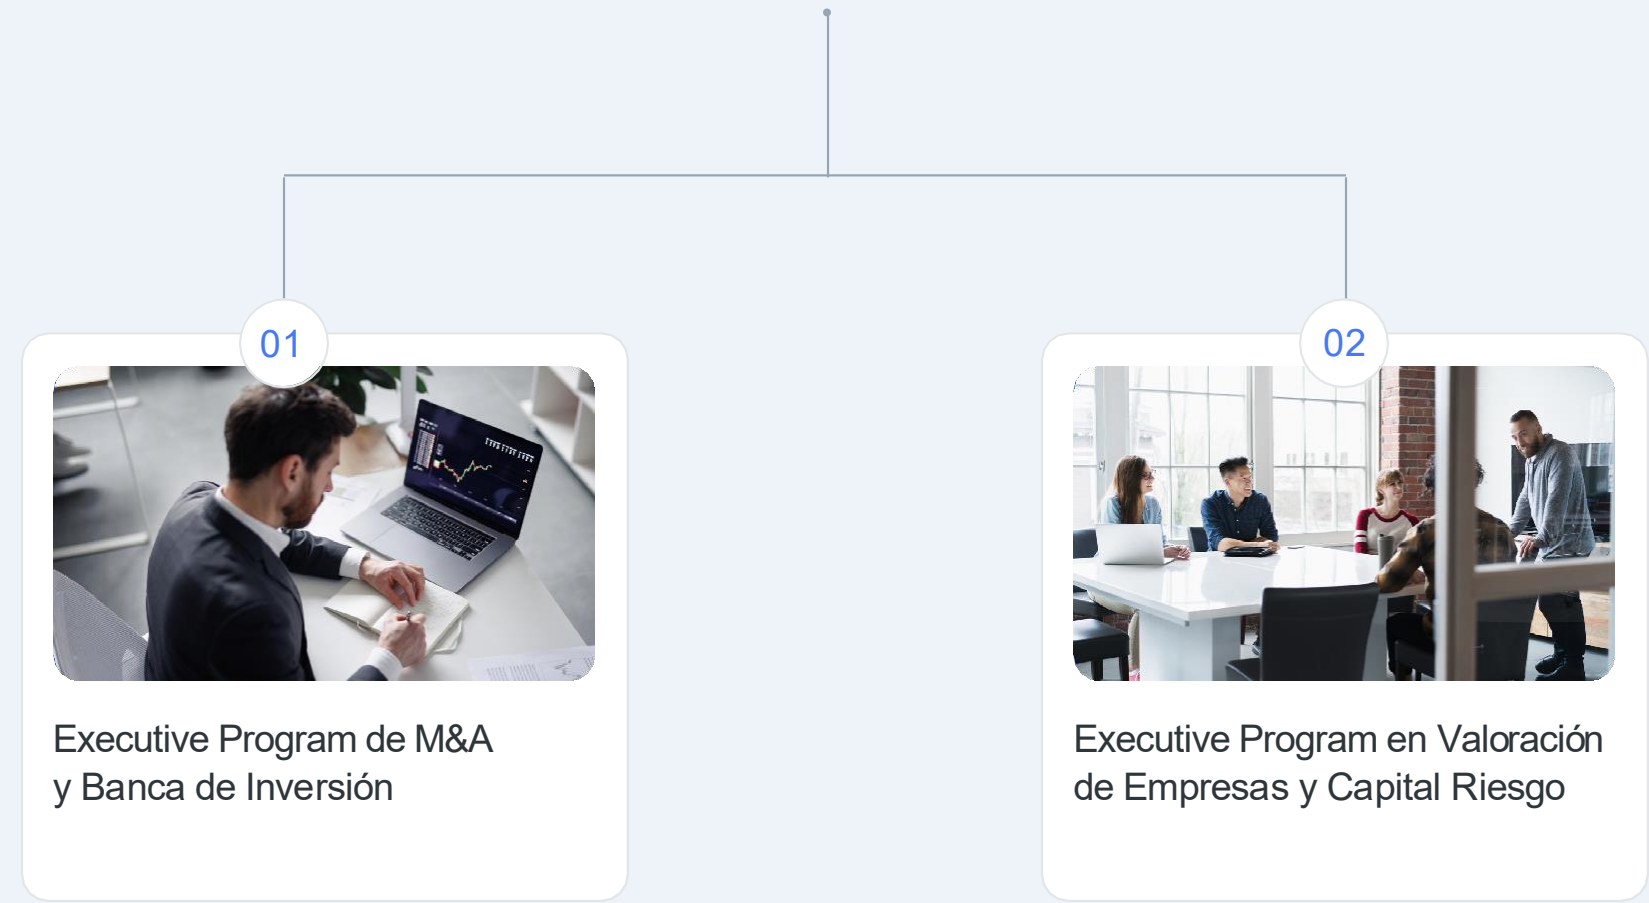 01
Executive Program de M&A
y Banca de Inversión
02
Executive Program en Valoración
de Empresas y Capital Riesgo